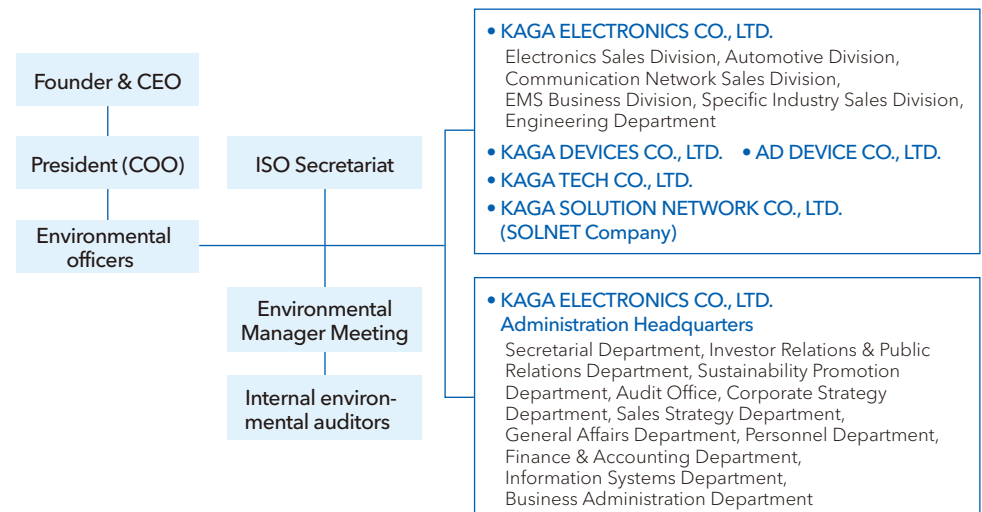 Founder & CEO
President (COO)
Environmental
officers
ISO Secretariat
Environmental
Manager Meeting
Internal environ-
mental auditors
• KAGA ELECTRONICS CO., LTD.
Electronics Sales Division, Automotive Division,
Communication Network Sales Division,
EMS Business Division, Specific Industry Sales Division,
Engineering Department
• KAGA DEVICES CO., LTD. • AD DEVICE CO., LTD.
• KAGA TECH CO., LTD.
• KAGA SOLUTION NETWORK CO., LTD.
(SOLNET Company)
• KAGA ELECTRONICS CO., LTD.
Administration Headquarters
Secretarial Department, Investor Relations & Public
Relations Department, Sustainability Promotion
Department, Audit Office, Corporate Strategy
Department, Sales Strategy Department,
General Affairs Department, Personnel Department,
Finance & Accounting Department,
Information Systems Department,
Business Administration Department